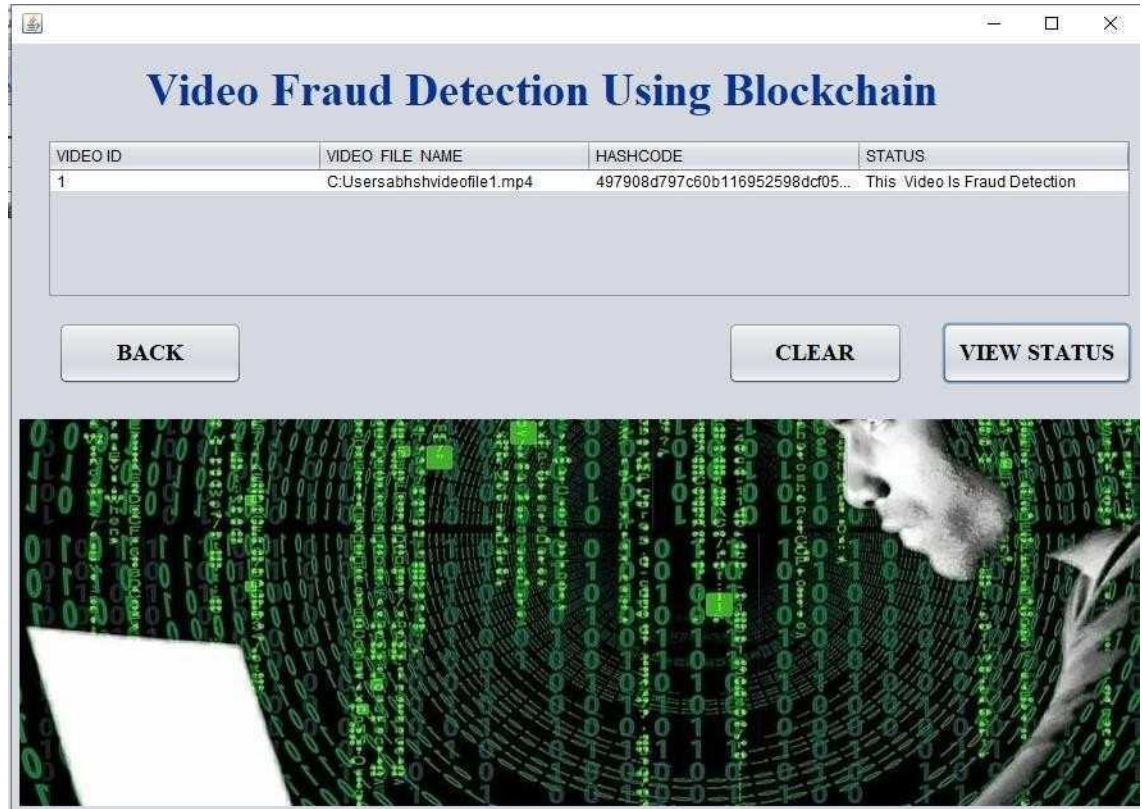 Video Fraud Detection Using Blockchain
VIDEO ID VIDEO FILE NAME HASHCODE STATUS
1 C:Usersabhshvideofile1.mp4 497908d797c60b116952598dcf05... This Video Is Fraud Detection
BACK CLEAR VIEW STATUS